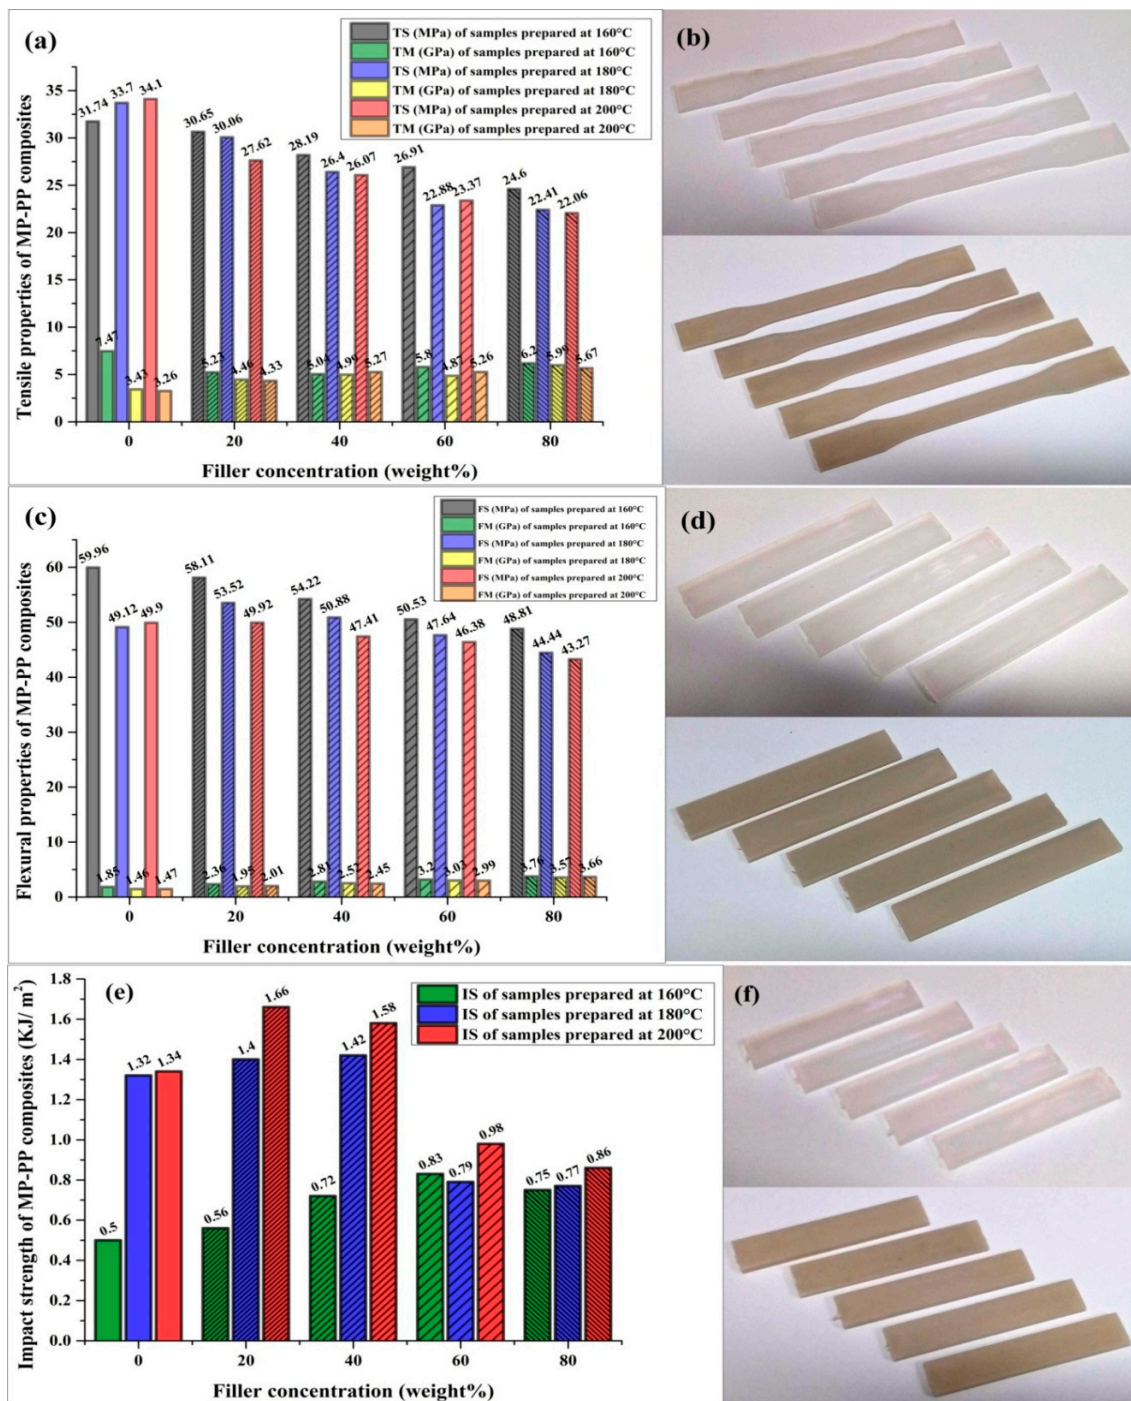 (a)
TS (MPa) of samples prepared at 160°C
TM (GPa) of samples prepared at 160°C
TS (MPa) of samples prepared at 180°C
TM (GPa) of samples prepared at 180°C
TS (MPa) of samples prepared at 200°C
TM (GPa) of samples prepared at 200°C
Tensile properties of MP-PP composites
35
30
25
20
15
10
5
0
31.74 33.7 34.1 30.65 30.06 27.62 28.19 26.4 26.07 26.91 22.88 23.37 24.6 22.41 22.06
7.47 3.43 3.26 5.23 4.46 4.33 5.04 4.99 5.27 5.8 4.87 5.26 6.2 5.99 5.67
0 20 40 60 80
Filler concentration (weight%)
(b)
(c)
FS (MPa) of samples prepared at 160°C
FM (GPa) of samples prepared at 160°C
FS (MPa) of samples prepared at 180°C
FM (GPa) of samples prepared at 180°C
FS (MPa) of samples prepared at 200°C
FM (GPa) of samples prepared at 200°C
Flexural properties of MP-PP composites
60
50
40
30
20
10
0
59.96 49.12 49.9 58.11 53.52 49.92 54.22 50.88 47.41 50.53 47.64 46.38 48.81 44.44 43.27
1.85 1.46 1.47 2.36 1.95 2.01 2.81 2.52 2.45 3.2 3.03 2.99 3.76 3.57 3.66
0 20 40 60 80
Filler concentration (weight%)
(d)
(e)
IS of samples prepared at 160°C
IS of samples prepared at 180°C
IS of samples prepared at 200°C
Impact strength of MP-PP composites (KJ/ m²)
1.8
1.6
1.4
1.2
1.0
0.8
0.6
0.4
0.2
0.0
0.5 1.32 1.34 0.56 1.4 1.66 0.72 1.42 1.58 0.83 0.79 0.98 0.75 0.77 0.86
0 20 40 60 80
Filler concentration (weight%)
(f)